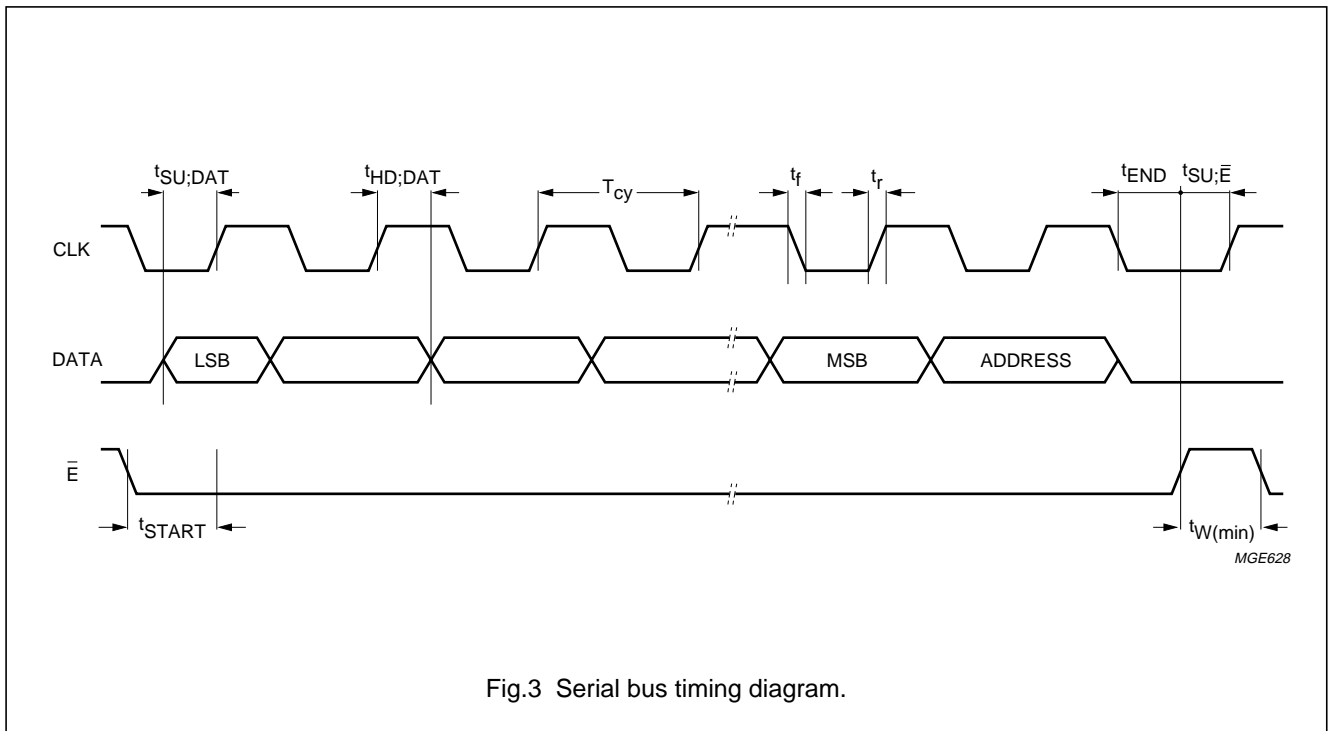 tSU;DAT tHD;DAT Tcy tf tr tEND tSU;E̅
CLK
DATA LSB MSB ADDRESS
E̅
tSTART tW(min)
MGE628
Fig.3 Serial bus timing diagram.